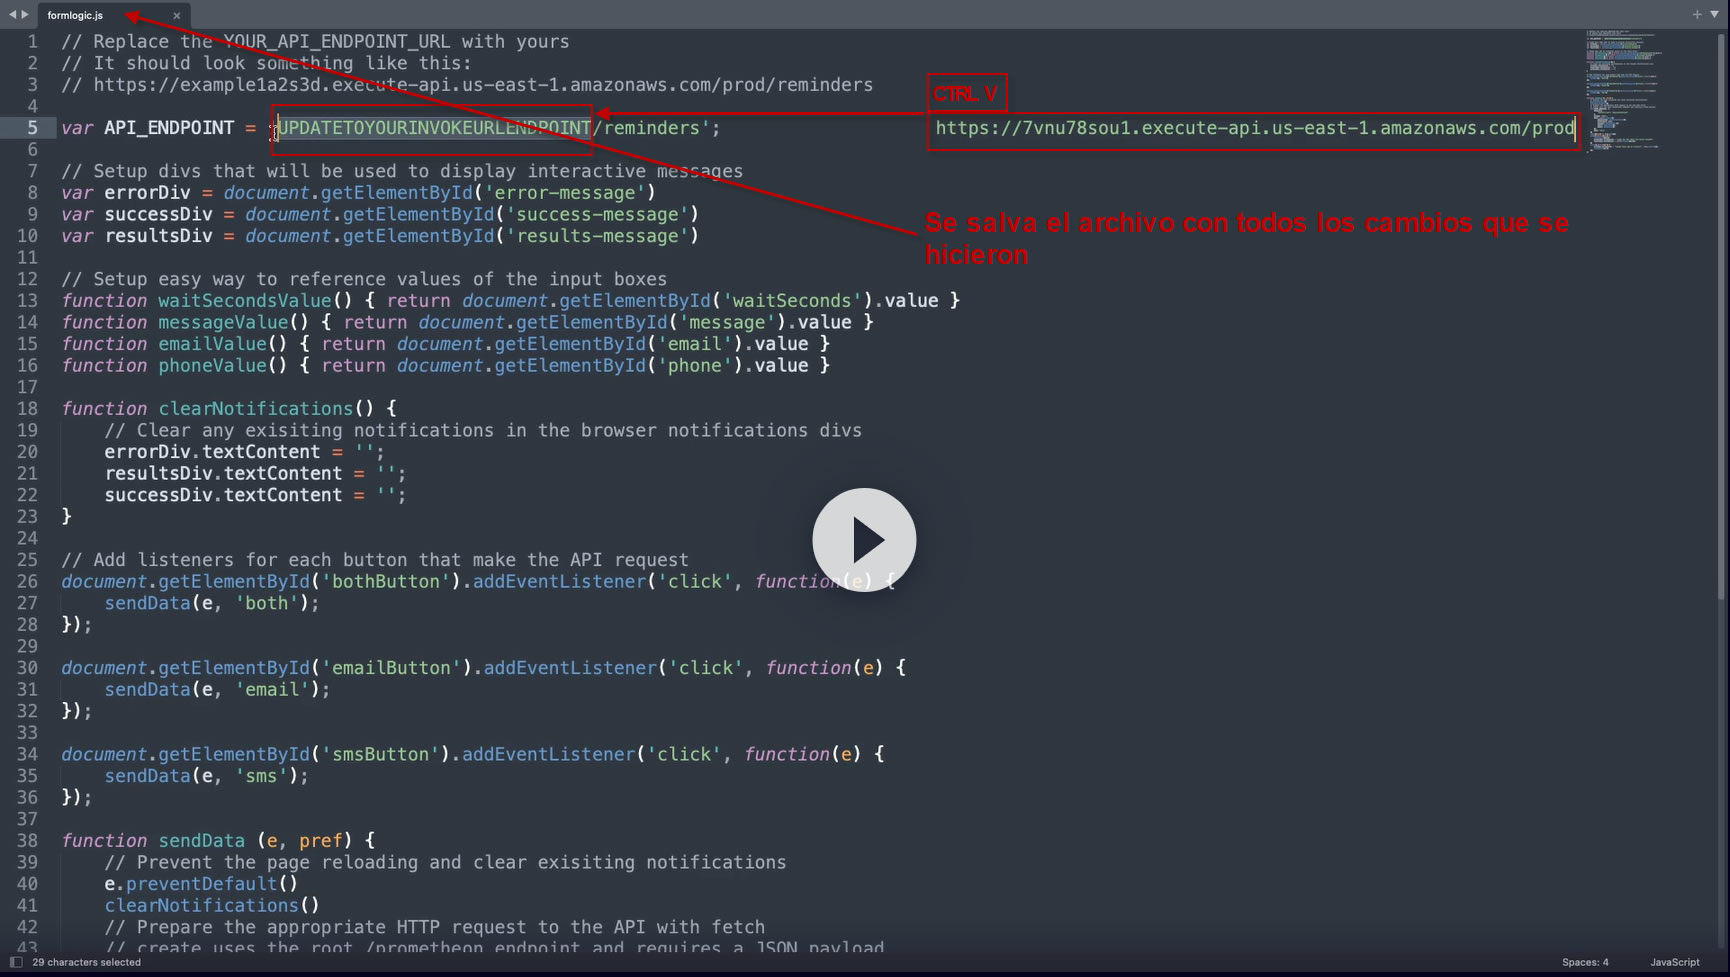 formlogic.js
1 // Replace the YOUR_API_ENDPOINT_URL with yours
2 // It should look something like this:
3 // https://example1a2s3d.execute-api.us-east-1.amazonaws.com/prod/reminders
CTRL V
4
5 var API_ENDPOINT = 'UPDATETOYOURINVOKEURLENDPOINT/reminders';
https://7vnu78sou1.execute-api.us-east-1.amazonaws.com/prod
6
7 // Setup divs that will be used to display interactive messages
8 var errorDiv = document.getElementById('error-message')
9 var successDiv = document.getElementById('success-message')
10 var resultsDiv = document.getElementById('results-message')
Se salva el archivo con todos los cambios que se
hicieron
11
12 // Setup easy way to reference values of the input boxes
13 function waitSecondsValue() { return document.getElementById('waitSeconds').value }
14 function messageValue() { return document.getElementById('message').value }
15 function emailValue() { return document.getElementById('email').value }
16 function phoneValue() { return document.getElementById('phone').value }
17
18 function clearNotifications() {
19 // Clear any exisiting notifications in the browser notifications divs
20 errorDiv.textContent = '';
21 resultsDiv.textContent = '';
22 successDiv.textContent = '';
23 }
24
25 // Add listeners for each button that make the API request
26 document.getElementById('bothButton').addEventListener('click', function(e) {
27 sendData(e, 'both');
28 });
29
30 document.getElementById('emailButton').addEventListener('click', function(e) {
31 sendData(e, 'email');
32 });
33
34 document.getElementById('smsButton').addEventListener('click', function(e) {
35 sendData(e, 'sms');
36 });
37
38 function sendData (e, pref) {
39 // Prevent the page reloading and clear exisiting notifications
40 e.preventDefault()
41 clearNotifications()
42 // Prepare the appropriate HTTP request to the API with fetch
43 // create uses the root /prometheon endpoint and requires a JSON payload
29 characters selected
Spaces: 4
JavaScript